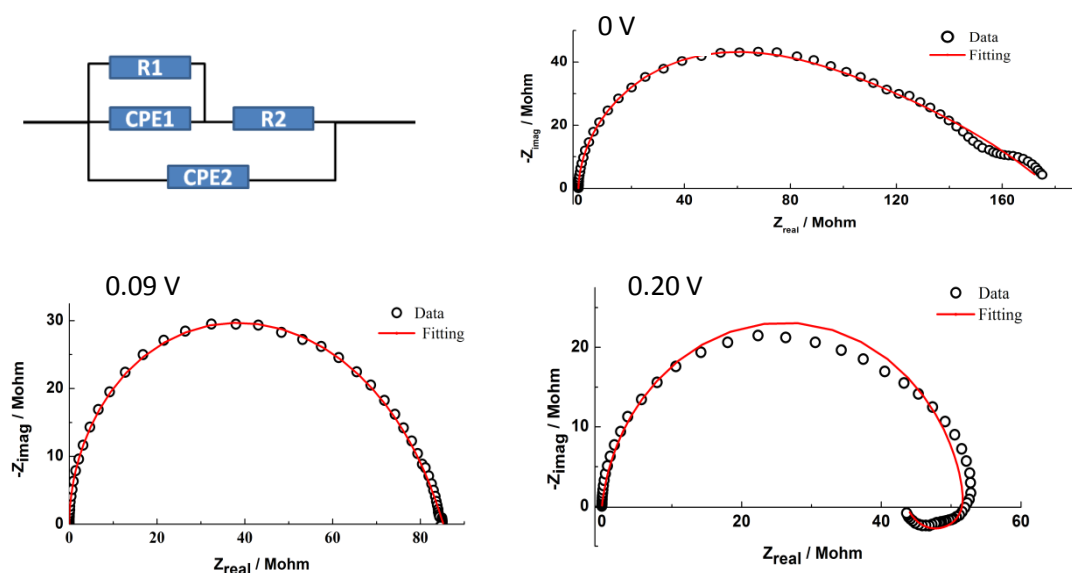 R1
CPE1
R2
CPE2
0 V
Data
Fitting
40
20
0
-Z_imag / Mohm
0
40
80
120
160
Z_real / Mohm
0.09 V
Data
Fitting
30
20
10
0
-Zimag / Mohm
0
20
40
60
80
Zreal / Mohm
0.20 V
Data
Fitting
20
10
0
-Zimag / Mohm
0
20
40
60
Zreal / Mohm